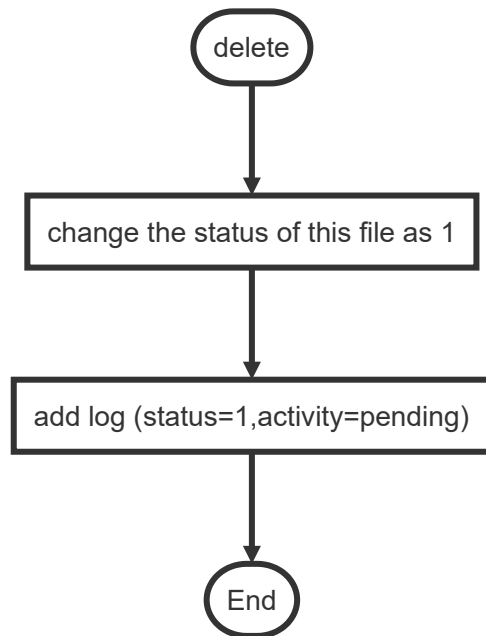 delete
change the status of this file as 1
add log (status=1,activity=pending)
End